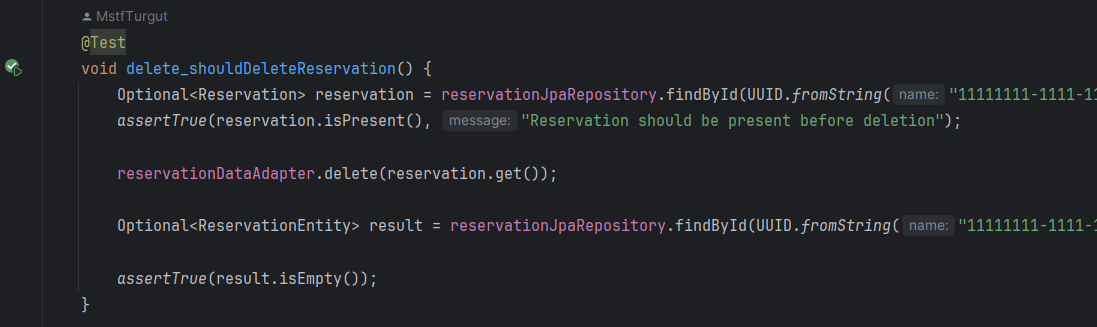 MstfTurgut
@Test
void delete_shouldDeleteReservation() {
Optional<Reservation> reservation = reservationJpaRepository.findById(UUID.fromString( name: "11111111-1111-11
assertTrue(reservation.isPresent(), message: "Reservation should be present before deletion");
reservationDataAdapter.delete(reservation.get());
Optional<ReservationEntity> result = reservationJpaRepository.findById(UUID.fromString( name: "11111111-1111-1
assertTrue(result.isEmpty());
}